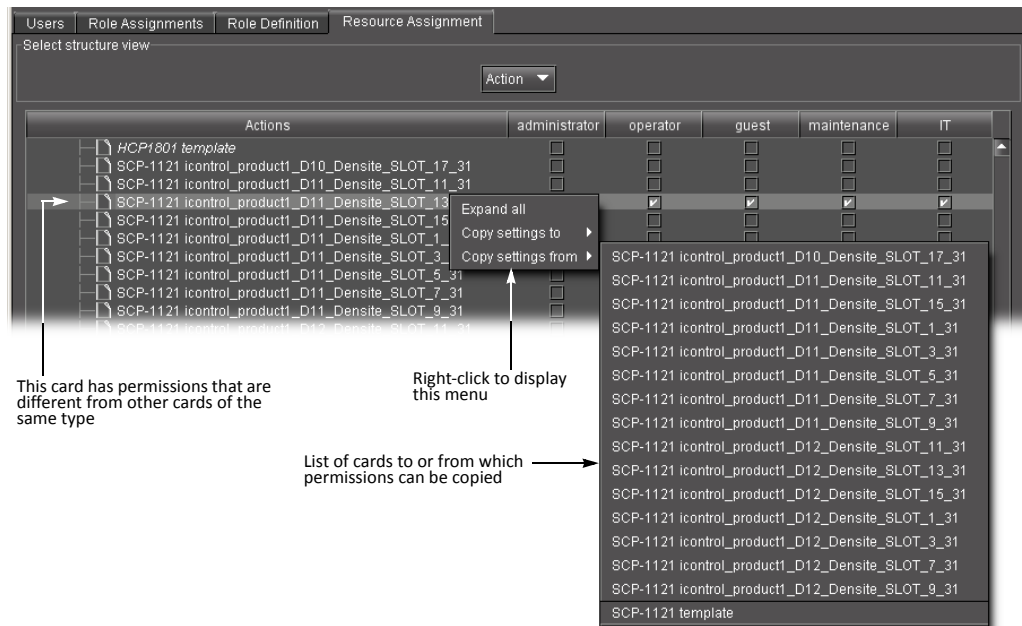 Users Role Assignments Role Definition Resource Assignment
Select structure view
Action
Actions administrator operator guest maintenance IT
HCP1801 template
SCP-1121 icontrol_product1_D10_Densite_SLOT_17_31
SCP-1121 icontrol_product1_D11_Densite_SLOT_11_31
SCP-1121 icontrol_product1_D11_Densite_SLOT_13
SCP-1121 icontrol_product1_D11_Densite_SLOT_15
SCP-1121 icontrol_product1_D11_Densite_SLOT_1_
SCP-1121 icontrol_product1_D11_Densite_SLOT_3_
SCP-1121 icontrol_product1_D11_Densite_SLOT_5_31
SCP-1121 icontrol_product1_D11_Densite_SLOT_7_31
SCP-1121 icontrol_product1_D11_Densite_SLOT_9_31
SCP-1121 icontrol_product1_D12_Densite_SLOT_11_31
Expand all
Copy settings to
Copy settings from
SCP-1121 icontrol_product1_D10_Densite_SLOT_17_31
SCP-1121 icontrol_product1_D11_Densite_SLOT_11_31
SCP-1121 icontrol_product1_D11_Densite_SLOT_15_31
SCP-1121 icontrol_product1_D11_Densite_SLOT_1_31
SCP-1121 icontrol_product1_D11_Densite_SLOT_3_31
SCP-1121 icontrol_product1_D11_Densite_SLOT_5_31
SCP-1121 icontrol_product1_D11_Densite_SLOT_7_31
SCP-1121 icontrol_product1_D11_Densite_SLOT_9_31
SCP-1121 icontrol_product1_D12_Densite_SLOT_11_31
SCP-1121 icontrol_product1_D12_Densite_SLOT_13_31
SCP-1121 icontrol_product1_D12_Densite_SLOT_15_31
SCP-1121 icontrol_product1_D12_Densite_SLOT_1_31
SCP-1121 icontrol_product1_D12_Densite_SLOT_3_31
SCP-1121 icontrol_product1_D12_Densite_SLOT_7_31
SCP-1121 icontrol_product1_D12_Densite_SLOT_9_31
SCP-1121 template
This card has permissions that are
different from other cards of the
same type
Right-click to display
this menu
List of cards to or from which
permissions can be copied